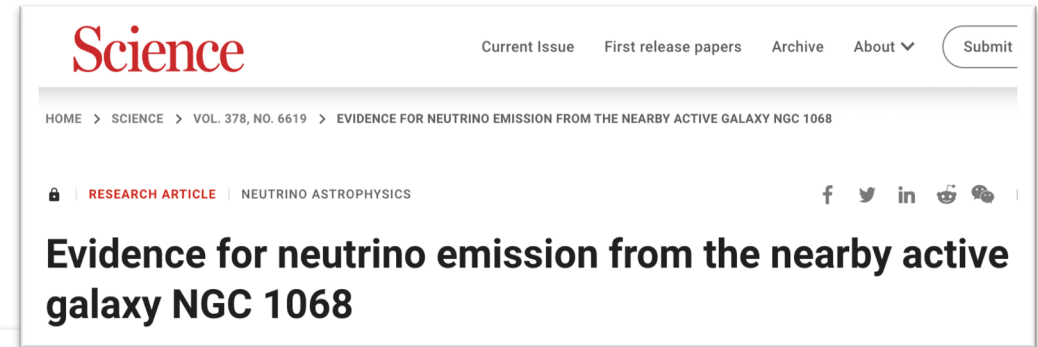 Science
Current Issue First release papers Archive About Submit
HOME > SCIENCE > VOL. 378, NO. 6619 > EVIDENCE FOR NEUTRINO EMISSION FROM THE NEARBY ACTIVE GALAXY NGC 1068
RESEARCH ARTICLE | NEUTRINO ASTROPHYSICS
Evidence for neutrino emission from the nearby active
galaxy NGC 1068